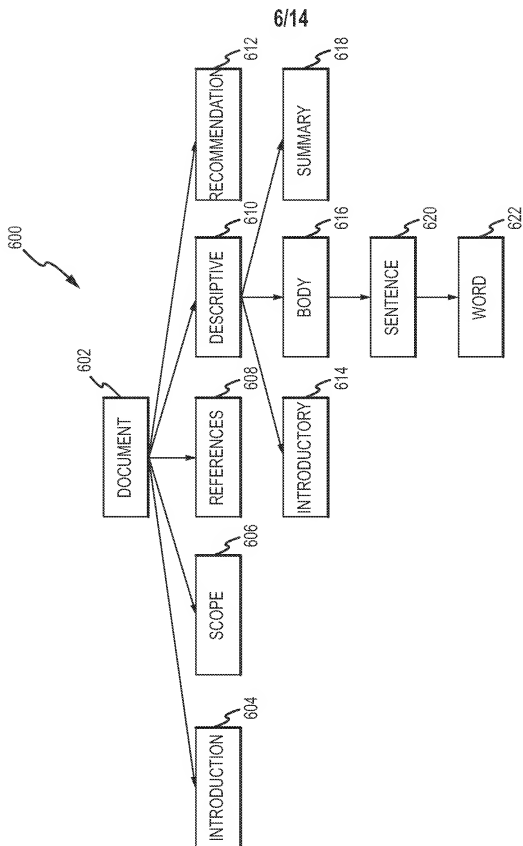 6/14
600
602
DOCUMENT
INTRODUCTION
604
SCOPE
606
REFERENCES
608
DESCRIPTIVE
610
RECOMMENDATION
612
INTRODUCTORY
614
BODY
616
SUMMARY
618
SENTENCE
620
WORD
622